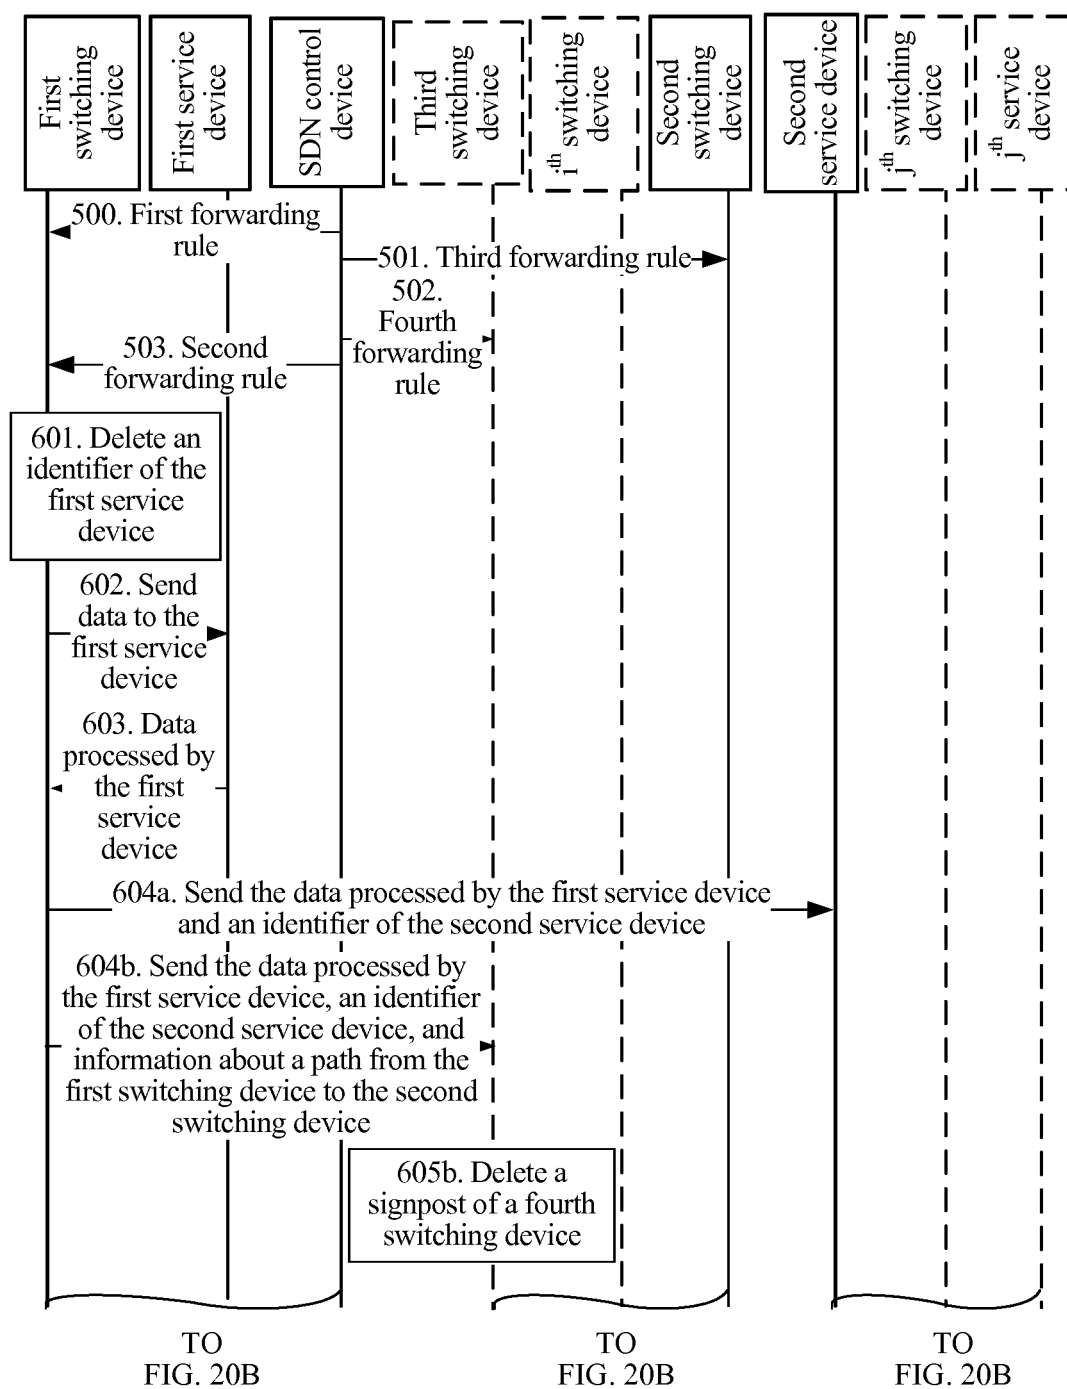 First
switching
device
First service
device
SDN control
device
Third
switching
device
i^th switching
device
Second
switching
device
Second
service device
j^th switching
device
j^th service
device
500. First forwarding
rule
501. Third forwarding rule
502.
Fourth
forwarding
rule
503. Second
forwarding rule
601. Delete an
identifier of the
first service
device
602. Send
data to the
first service
device
603. Data
processed by
the first
service
device
604a. Send the data processed by the first service device
and an identifier of the second service device
604b. Send the data processed by
the first service device, an identifier
of the second service device, and
information about a path from the
first switching device to the second
switching device
605b. Delete a
signpost of a fourth
switching device
TO
FIG. 20B
TO
FIG. 20B
TO
FIG. 20B